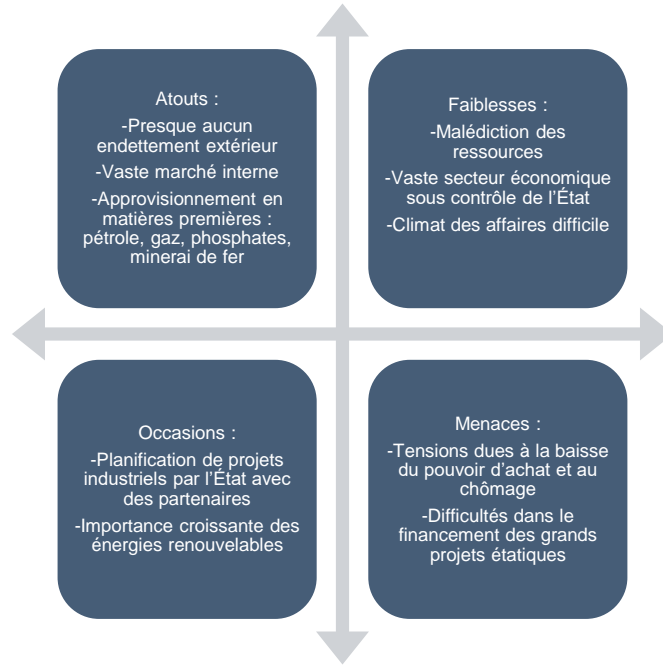 Atouts :
-Presque aucun
endettement extérieur
-Vaste marché interne
-Approvisionnement en
matières premières :
pétrole, gaz, phosphates,
minerai de fer
Faiblesses :
-Malédiction des
ressources
-Vaste secteur économique
sous contrôle de l'État
-Climat des affaires difficile
Occasions :
-Planification de projets
industriels par l'État avec
des partenaires
-Importance croissante des
énergies renouvelables
Menaces :
-Tensions dues à la baisse
du pouvoir d'achat et au
chômage
-Difficultés dans le
financement des grands
projets étatiques